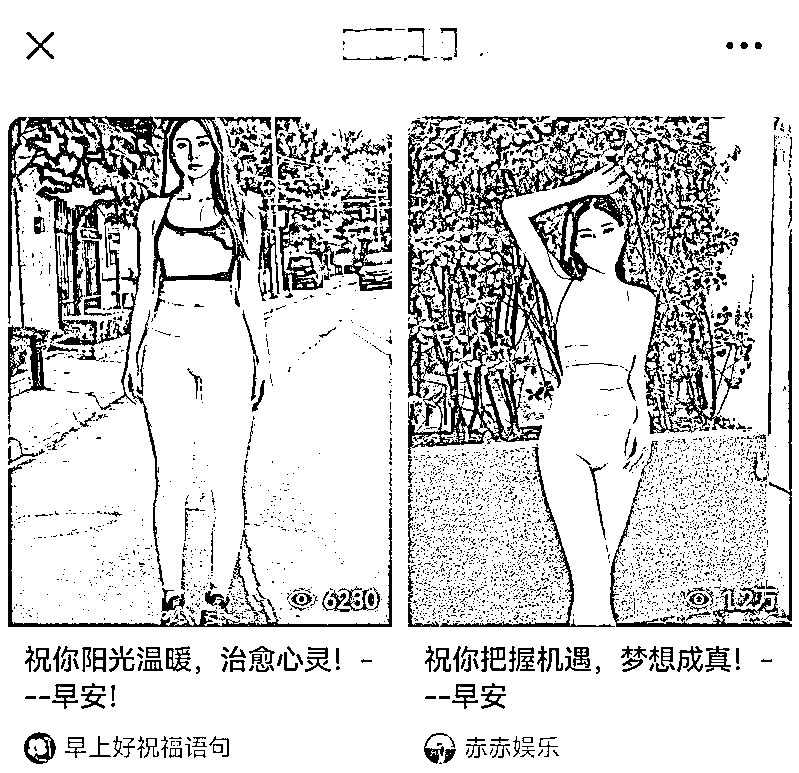 6230
1.2万
祝你阳光温暖，治愈心灵！-
--早安！
祝你把握机遇，梦想成真！-
--早安
早上好祝福语句
赤赤娱乐